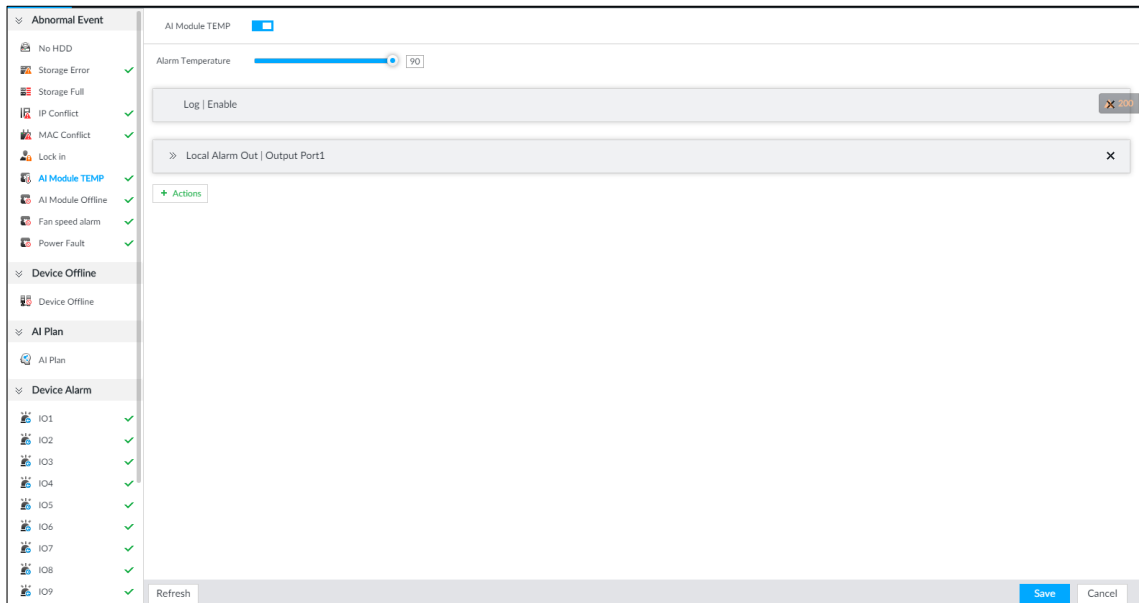 Abnormal Event
No HDD
Storage Error
Storage Full
IP Conflict
MAC Conflict
Lock in
AI Module TEMP
AI Module Offline
Fan speed alarm
Power Fault
Device Offline
Device Offline
AI Plan
AI Plan
Device Alarm
IO1
IO2
IO3
IO4
IO5
IO6
IO7
IO8
IO9
AI Module TEMP
Alarm Temperature 90
Log | Enable
200
Local Alarm Out | Output Port1
+ Actions
Refresh
Save Cancel